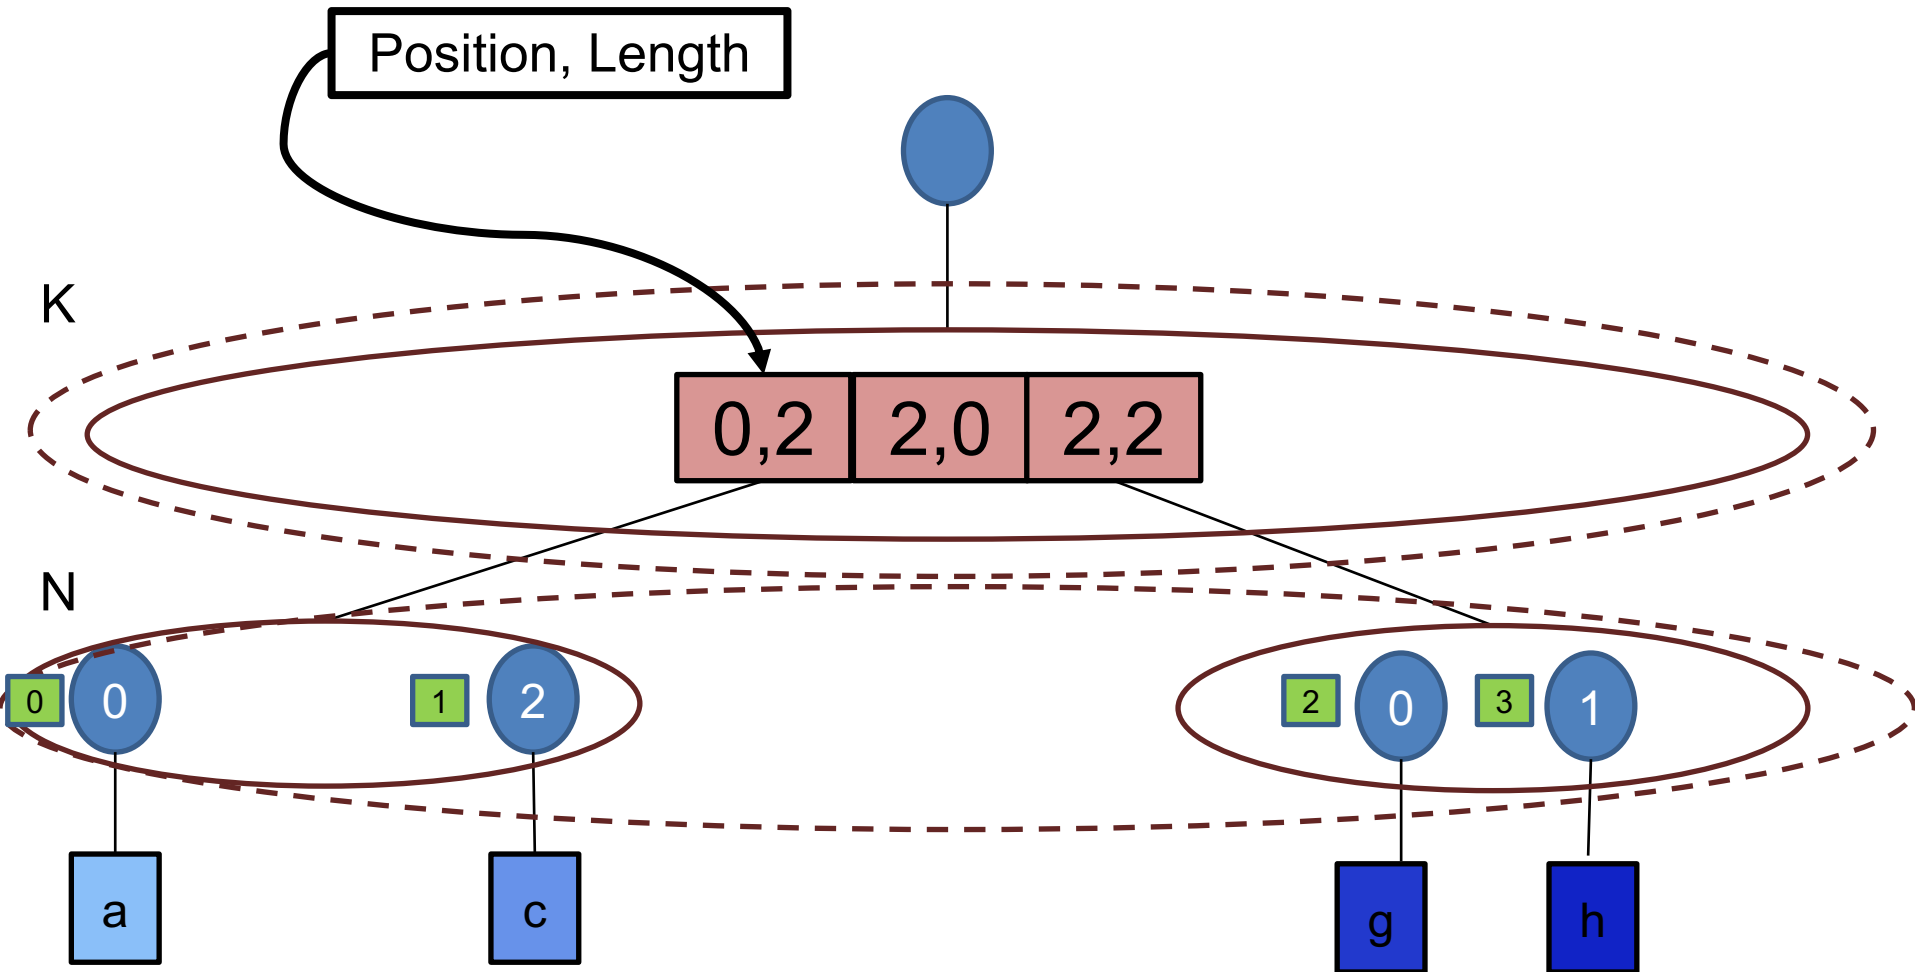 Position, Length
K
0,2 2,0 2,2
N
0 0 1 2 2 0 3 1
a c g h